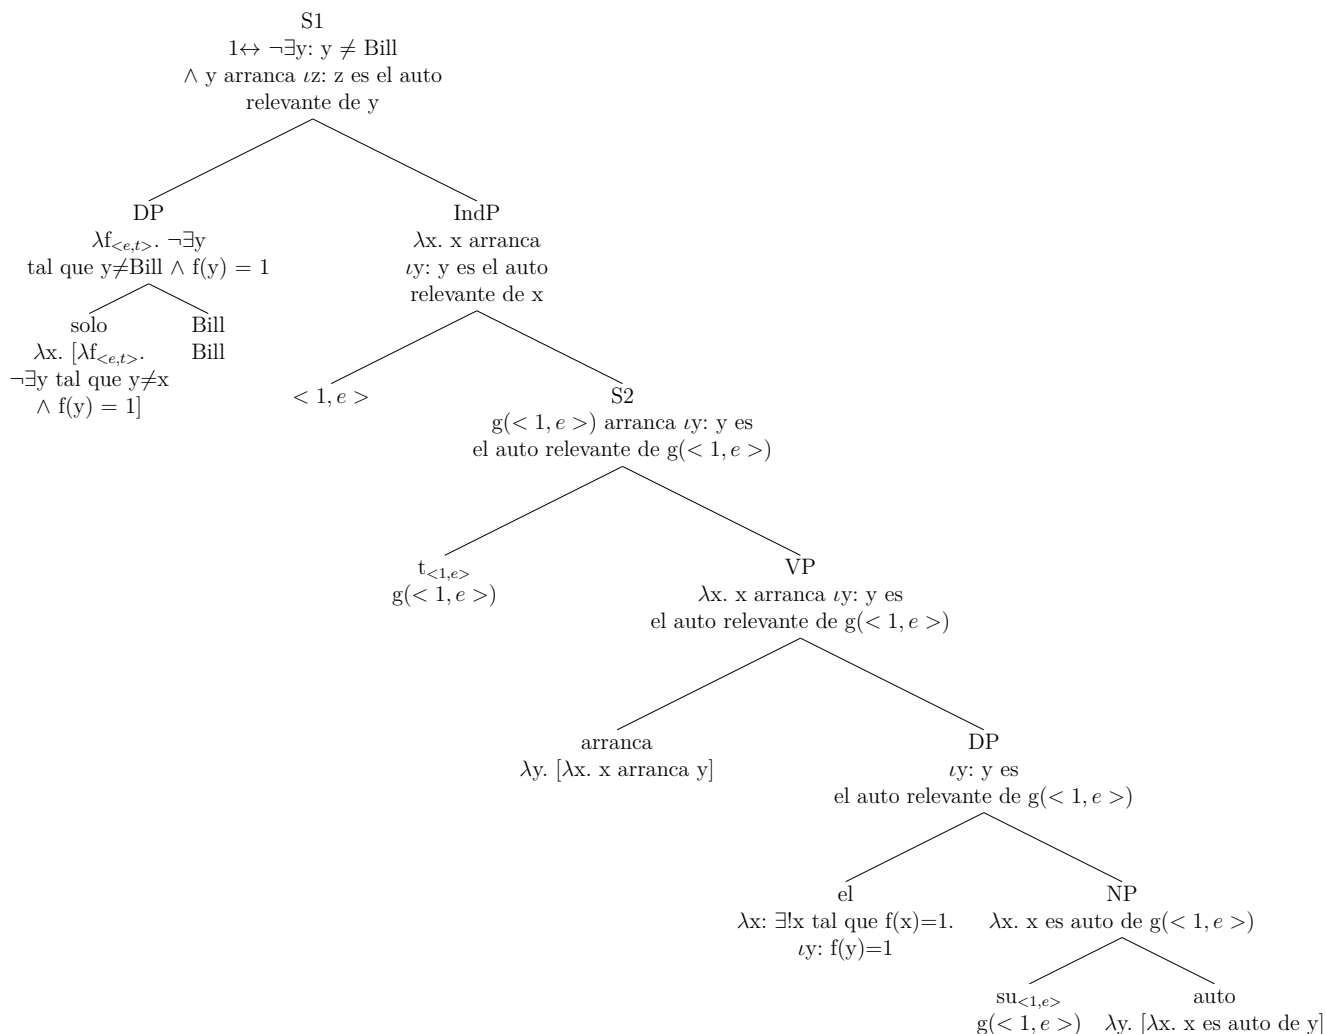 S1
1↔ ¬∃y: y ≠ Bill
∧ y arranca ιz: z es el auto
relevante de y
DP
λf<e,t>. ¬∃y
tal que y≠Bill ∧ f(y) = 1
IndP
λx. x arranca
ιy: y es el auto
relevante de x
solo
λx. [λf<e,t>.
¬∃y tal que y≠x
∧ f(y) = 1]
Bill
Bill
< 1, e >
S2
g(< 1, e >) arranca ιy: y es
el auto relevante de g(< 1, e >)
t<1,e>
g(< 1, e >)
VP
λx. x arranca ιy: y es
el auto relevante de g(< 1, e >)
arranca
λy. [λx. x arranca y]
DP
ιy: y es
el auto relevante de g(< 1, e >)
el
λx: ∃!x tal que f(x)=1.
ιy: f(y)=1
NP
λx. x es auto de g(< 1, e >)
su<1,e>
g(< 1, e >)
auto
λy. [λx. x es auto de y]